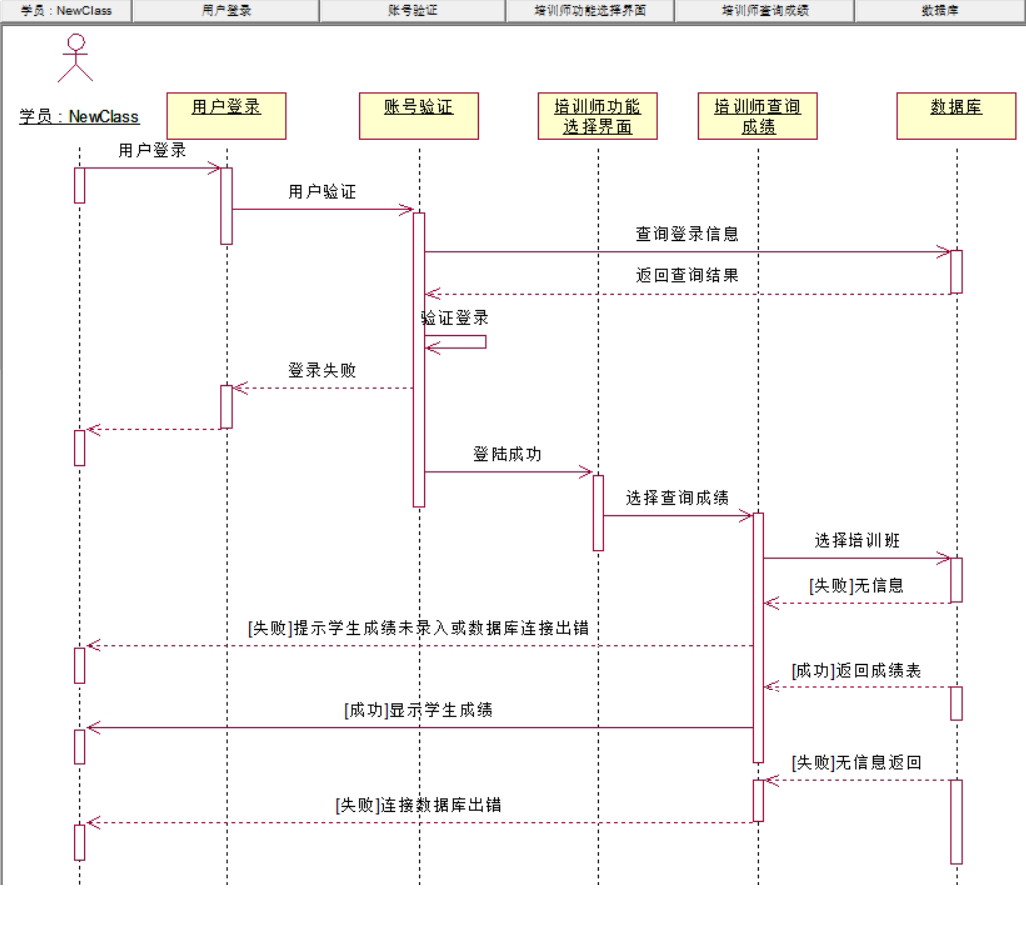 学员：NewClass
用户登录
账号验证
培训师功能选择界面
培训师查询成绩
数据库
学员：NewClass
用户登录
账号验证
培训师功能
选择界面
培训师查询
成绩
数据库
用户登录
用户验证
查询登录信息
返回查询结果
验证登录
登录失败
登陆成功
选择查询成绩
选择培训班
[失败]无信息
[失败]提示学生成绩未录入或数据库连接出错
[成功]返回成绩表
[成功]显示学生成绩
[失败]无信息返回
[失败]连接数据库出错